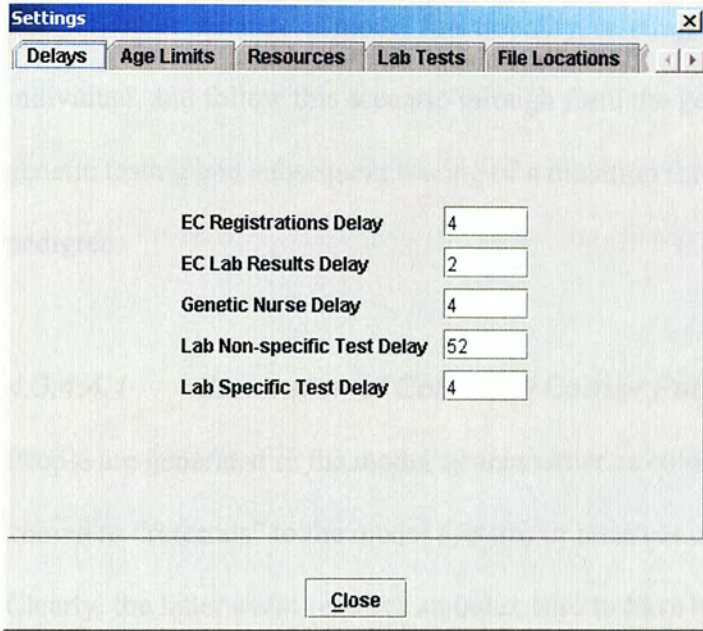 Settings
Delays Age Limits Resources Lab Tests File Locations
EC Registrations Delay 4
EC Lab Results Delay 2
Genetic Nurse Delay 4
Lab Non-specific Test Delay 52
Lab Specific Test Delay 4
Close